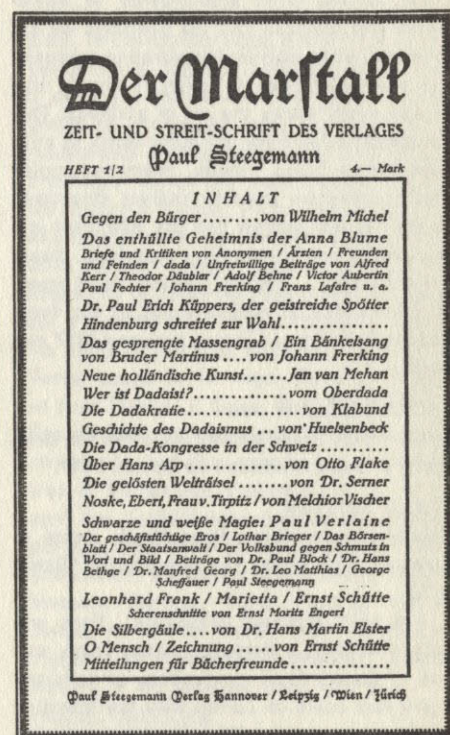 Der Marſtall
ZEIT- UND STREIT-SCHRIFT DES VERLAGES
Paul Steegemann
HEFT 1/2 4.— Mark
INHALT
Gegen den Bürger.........von Wilhelm Michel
Das enthüllte Geheimnis der Anna Blume
Briefe und Kritiken von Anonymen / Ärzten / Freunden
und Feinden / dada / Unfreiwillige Beiträge von Alfred
Kerr / Theodor Däubler / Adolf Behne / Victor Aubertin
Paul Fechter / Johann Frerking / Franz Lafaire u. a.
Dr. Paul Erich Küppers, der geistreiche Spötter
Hindenburg schreitet zur Wahl.................
Das gesprengte Massengrab / Ein Bänkelsang
von Bruder Martinus .... von Johann Frerking
Neue holländische Kunst.......Jan van Mehan
Wer ist Dadaist?..............vom Oberdada
Die Dadakratie..................von Klabund
Geschichte des Dadaismus ... von Huelsenbeck
Die Dada-Kongresse in der Schweiz ...........
Über Hans Arp ................von Otto Flake
Die gelösten Welträtsel ........von Dr. Serner
Noske, Ebert, Frau v. Tirpitz / von Melchior Vischer
Schwarze und weiße Magie: Paul Verlaine
Der geschäftstüchtige Eros / Lothar Brieger / Das Börsen-
blatt / Der Staatsanwalt / Der Volksbund gegen Schmutz in
Wort und Bild / Beiträge von Dr. Paul Block / Dr. Hans
Bethge / Dr. Manfred Georg / Dr. Leo Matthias / George
Scheffauer / Paul Steegemann
Leonhard Frank / Marietta / Ernst Schütte
Scherenschnitte von Ernst Moritz Engert
Die Silbergäule....von Dr. Hans Martin Elster
O Mensch / Zeichnung......von Ernst Schütte
Mitteilungen für Bücherfreunde................
Paul Steegemann Verlag Hannover / Leipzig / Wien / Zürich